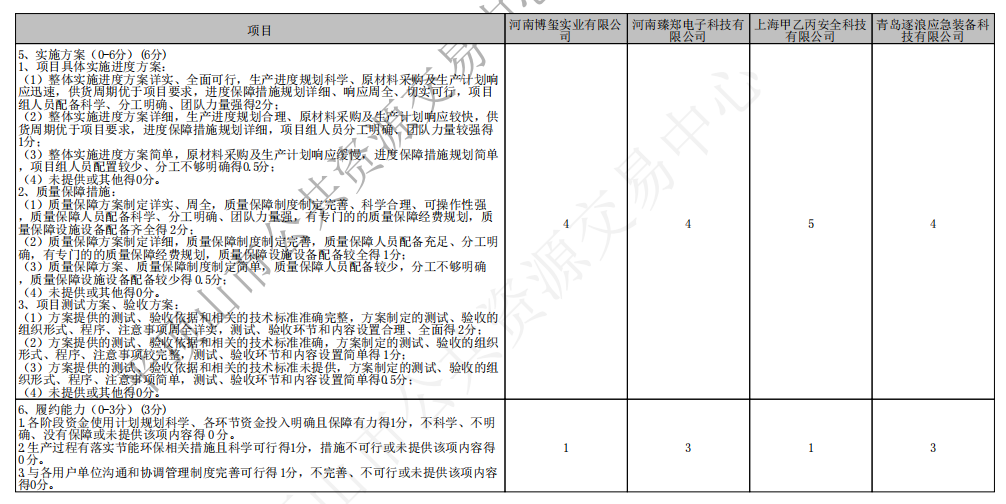 项目
河南博玺实业有限公
司
河南臻郑电子科技有
限公司
上海甲乙丙安全科技
有限公司
青岛逐浪应急装备科
技有限公司
5、实施方案（0-6分）(6分)
1、项目具体实施进度方案：
（1）整体实施进度方案详实、全面可行，生产进度规划科学、原材料采购及生产计划响
应迅速，供货周期优于项目要求，进度保障措施规划详细、响应周全、切实可行，项目
组人员配备科学、分工明确、团队力量强得2分；
（2）整体实施进度方案详细，生产进度规划合理、原材料采购及生产计划响应较快，供
货周期优于项目要求，进度保障措施规划详细，项目组人员分工明确、团队力量较强得
1分；
（3）整体实施进度方案简单，原材料采购及生产计划响应缓慢，进度保障措施规划简单
，项目组人员配置较少、分工不够明确得0.5分；
（4）未提供或其他得0分。
2、质量保障措施：
（1）质量保障方案制定详实、周全，质量保障制度制定完善、科学合理、可操作性强
，质量保障人员配备科学、分工明确、团队力量强，有专门的的质量保障经费规划，质
量保障设施设备配备齐全得2分；
（2）质量保障方案制定详细，质量保障制度制定完善，质量保障人员配备充足、分工明
确，有专门的的质量保障经费规划，质量保障设施设备配备较全得1分；
（3）质量保障方案、质量保障制度制定简单，质量保障人员配备较少，分工不够明确
，质量保障设施设备配备较少得 0.5分；
（4）未提供或其他得0分。
3、项目测试方案、验收方案：
（1）方案提供的测试、验收依据和相关的技术标准准确完整，方案制定的测试、验收的
组织形式、程序、注意事项周全详实，测试、验收环节和内容设置合理、全面得2分；
（2）方案提供的测试、验收依据和相关的技术标准准确，方案制定的测试、验收的组织
形式、程序、注意事项较完整，测试、验收环节和内容设置简单得1分；
（3）方案提供的测试、验收依据和相关的技术标准未提供，方案制定的测试、验收的组
织形式、程序、注意事项简单，测试、验收环节和内容设置简单得0.5分；
（4）未提供或其他得0分。
4
4
5
4
6、履约能力（0-3分）(3分)
1.各阶段资金使用计划规划科学、各环节资金投入明确且保障有力得1分，不科学、不明
确、没有保障或未提供该项内容得 0 分。
2.生产过程有落实节能环保相关措施且科学可行得1分，措施不可行或未提供该项内容得
0 分。
3.与各用户单位沟通和协调管理制度完善可行得 1分，不完善、不可行或未提供该项内容
得0分。
1
3
1
3